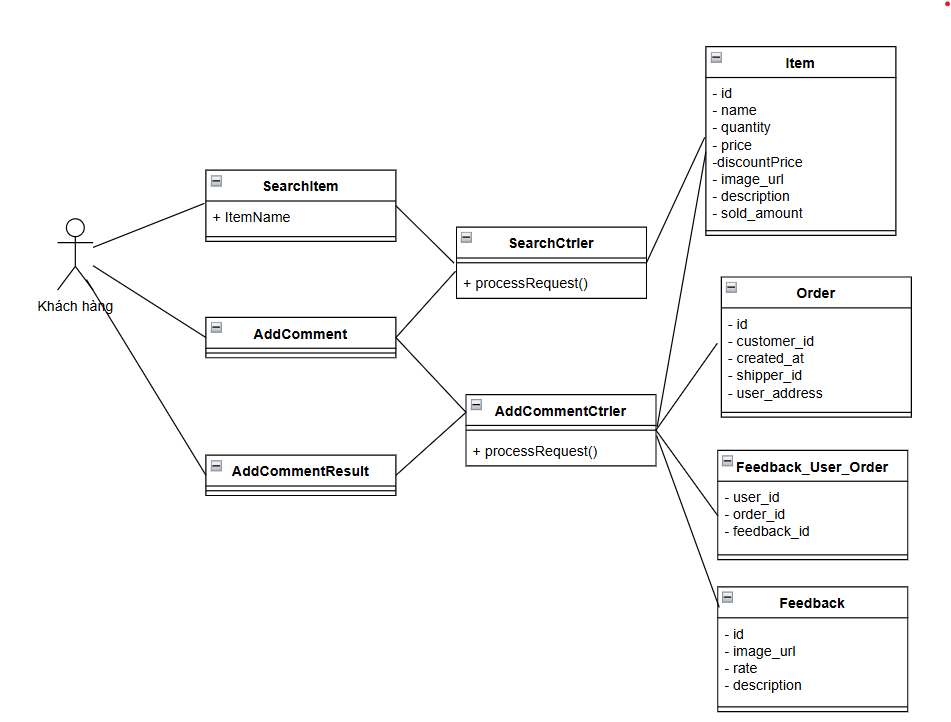 Khách hàng
SearchItem
+ ItemName
AddComment
AddCommentResult
SearchCtrler
+ processRequest()
AddCommentCtrler
+ processRequest()
Item
- id
- name
- quantity
- price
-discountPrice
- image_url
- description
- sold_amount
Order
- id
- customer_id
- created_at
- shipper_id
- user_address
Feedback_User_Order
- user_id
- order_id
- feedback_id
Feedback
- id
- image_url
- rate
- description